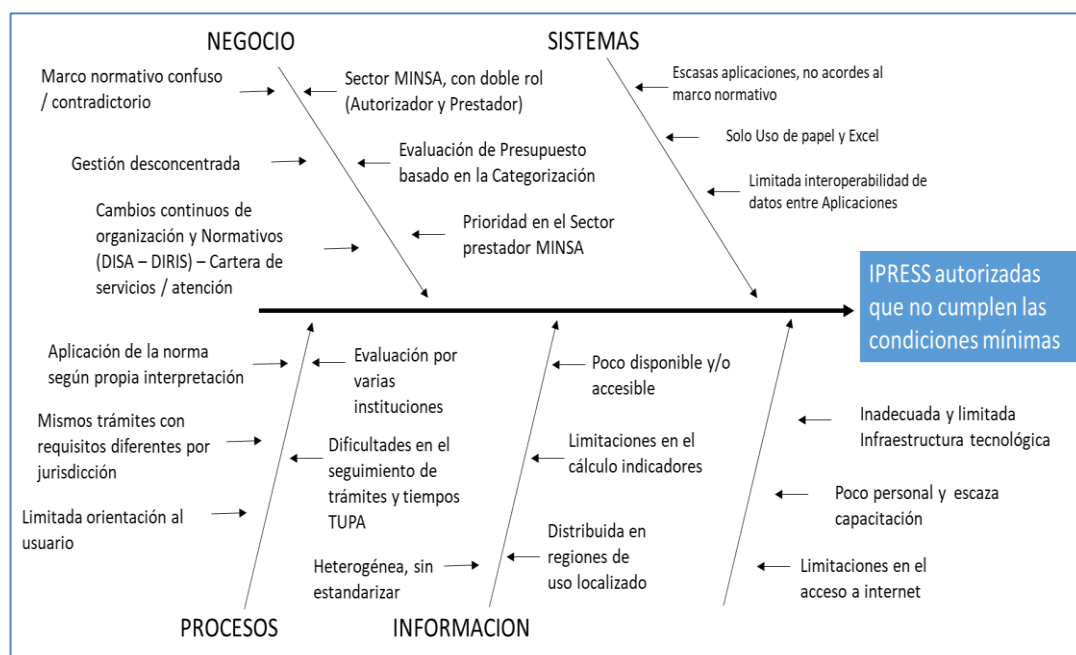 NEGOCIO
SISTEMAS
Marco normativo confuso
/ contradictorio
Sector MINSA, con doble rol
(Autorizador y Prestador)
Escasas aplicaciones, no acordes al
marco normativo
Solo Uso de papel y Excel
Gestión desconcentrada
Evaluación de Presupuesto
basado en la Categorización
Limitada interoperabilidad de
datos entre Aplicaciones
Cambios continuos de
organización y Normativos
(DISA – DIRIS) – Cartera de
servicios / atención
Prioridad en el Sector
prestador MINSA
IPRESS autorizadas
que no cumplen las
condiciones mínimas
Aplicación de la norma
según propia interpretación
Evaluación por
varias
instituciones
Poco disponible y/o
accesible
Mismos trámites con
requisitos diferentes por
jurisdicción
Dificultades en el
seguimiento de
trámites y tiempos
TUPA
Limitaciones en el
cálculo indicadores
Inadecuada y limitada
Infraestructura tecnológica
Limitada orientación al
usuario
Poco personal y escaza
capacitación
Heterogénea, sin
estandarizar
Distribuida en
regiones de
uso localizado
Limitaciones en el
acceso a internet
PROCESOS
INFORMACION